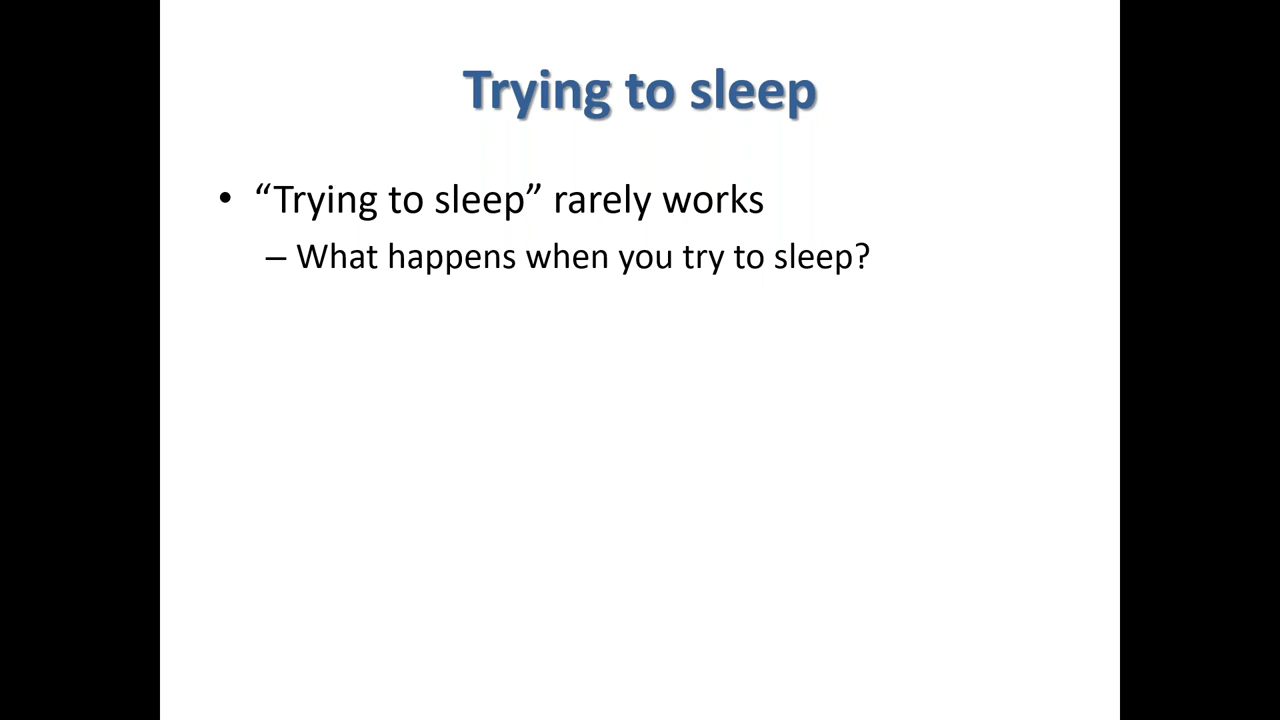 Trying to sleep
• “Trying to sleep” rarely works
– What happens when you try to sleep?